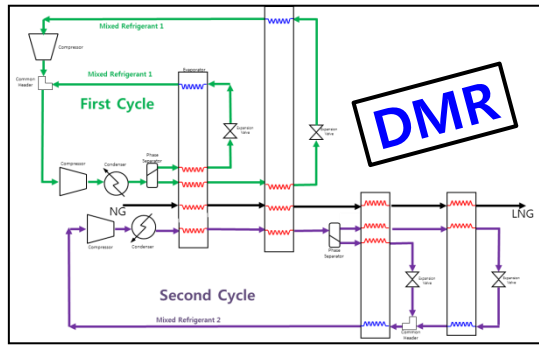 Mixed Refrigerant 1
Compressor
Common
Header
Mixed Refrigerant 1
Evaporator
First Cycle
Expansion
Valve
Expansion
Valve
DMR
Phase
Separator
Compressor
Condenser
NG
LNG
Compressor
Condenser
Phase
Separator
Expansion
Valve
Expansion
Valve
Second Cycle
Mixed Refrigerant 2
Common
Header